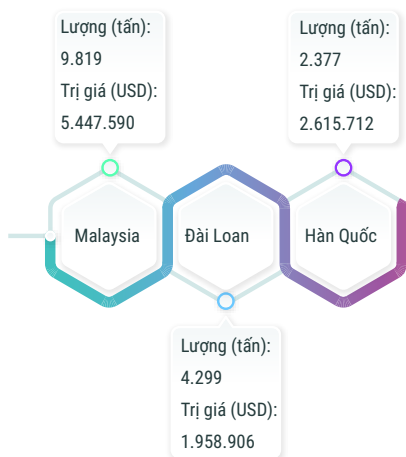 Lượng (tấn):
9.819
Trị giá (USD):
5.447.590
Lượng (tấn):
2.377
Trị giá (USD):
2.615.712
Malaysia
Đài Loan
Hàn Quốc
Lượng (tấn):
4.299
Trị giá (USD):
1.958.906